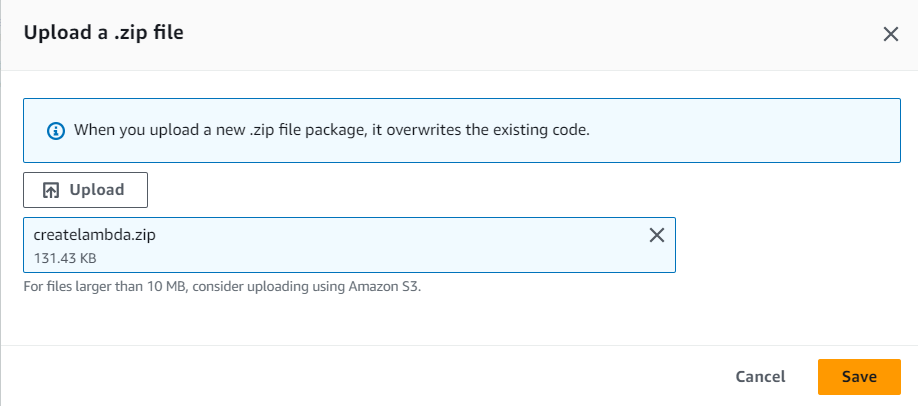 Upload a .zip file
When you upload a new .zip file package, it overwrites the existing code.
Upload
createlambda.zip
131.43 KB
For files larger than 10 MB, consider uploading using Amazon S3.
Cancel
Save